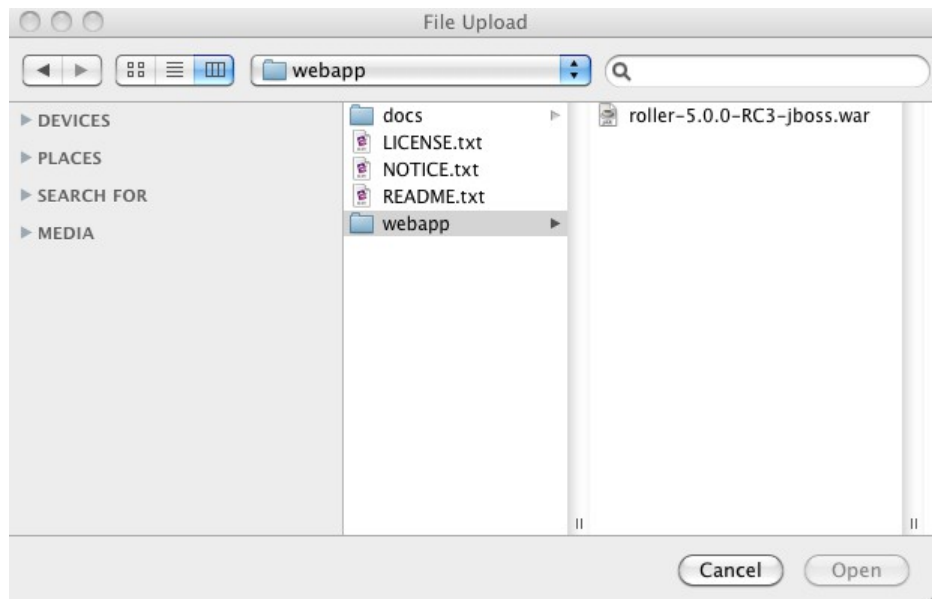 File Upload
webapp
DEVICES
PLACES
SEARCH FOR
MEDIA
docs
LICENSE.txt
NOTICE.txt
README.txt
webapp
roller-5.0.0-RC3-jboss.war
Cancel
Open